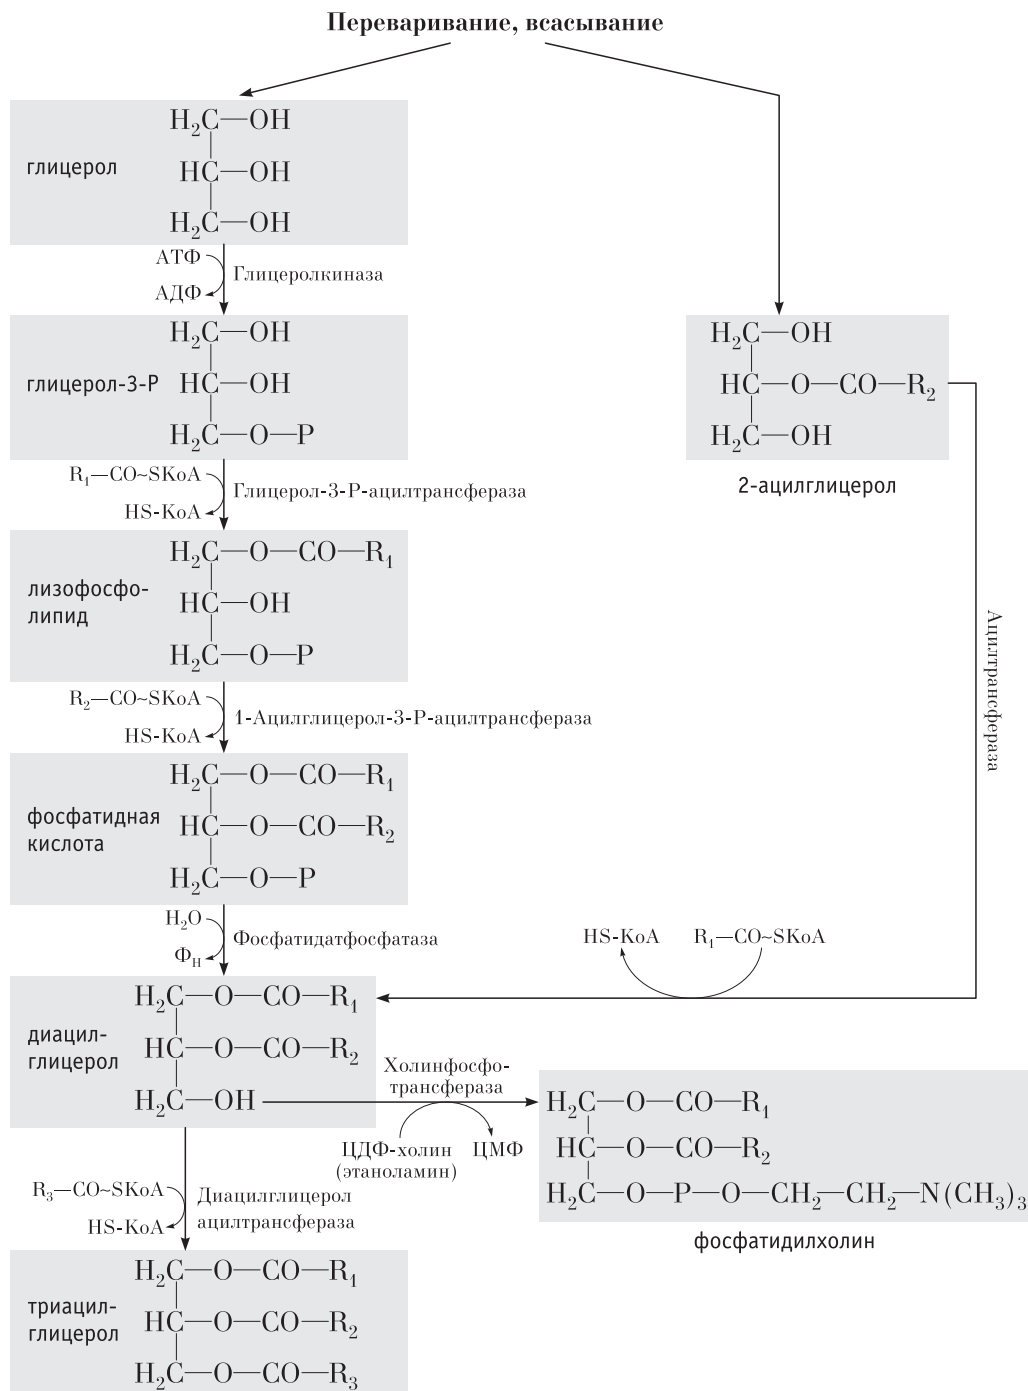 Переваривание, всасывание
H₂C—OH
глицерол
HC—OH
H₂C—OH
АТФ
Глицеролкиназа
АДФ
H₂C—OH
глицерол-3-Р
HC—OH
H₂C—O—P
R₁—CO~SKoA
Глицерол-3-Р-ацилтрансфераза
HS-KoA
H₂C—O—CO—R₁
лизофосфо-
липид
HC—OH
H₂C—O—P
R₂—CO~SKoA
1-Ацилглицерол-3-Р-ацилтрансфераза
HS-KoA
H₂C—O—CO—R₁
фосфатидная
кислота
HC—O—CO—R₂
H₂C—O—P
H₂O
Фосфатидатфосфатаза
Фн
H₂C—OH
HC—O—CO—R₂
H₂C—OH
2-ацилглицерол
Ацилтрансфераза
HS-KoA
R₁—CO~SKoA
H₂C—O—CO—R₁
диацил-
глицерол
HC—O—CO—R₂
H₂C—OH
Холинфосфо-
трансфераза
ЦДФ-холин
(этаноламин)
ЦМФ
H₂C—O—CO—R₁
HC—O—CO—R₂
H₂C—O—P—O—CH₂—CH₂—N(CH₃)₃
фосфатидилхолин
R₃—CO~SKoA
Диацилглицерол
ацилтрансфераза
HS-KoA
H₂C—O—CO—R₁
триацил-
глицерол
HC—O—CO—R₂
H₂C—O—CO—R₃